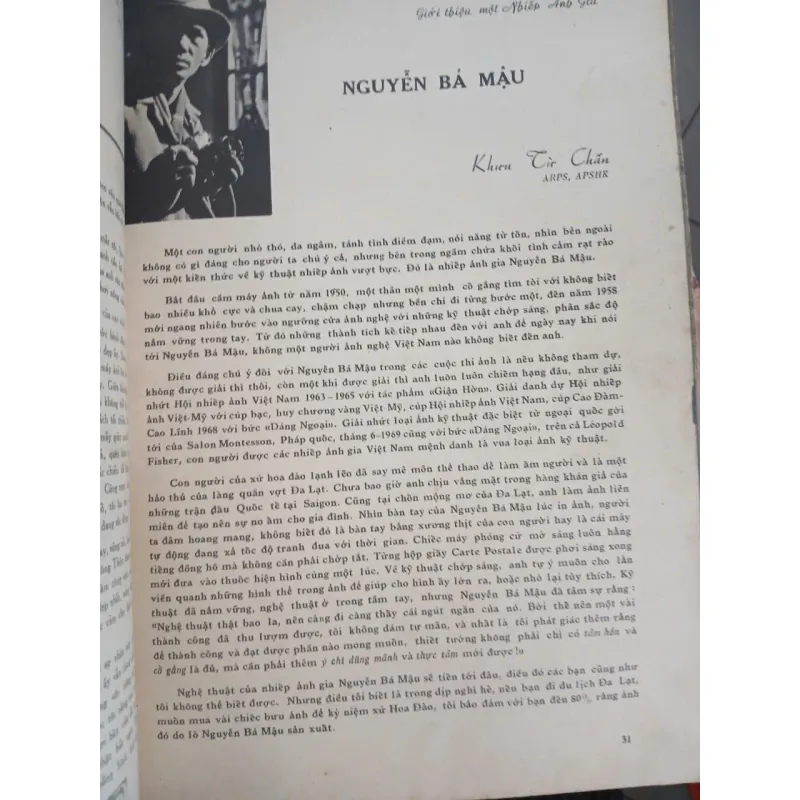 Giới thiệu một Nhiếp Ảnh Gia
NGUYỄN BÁ MẬU
Khưu Từ Chấn
ARPS, APSHK
Một con người nhỏ thó, da ngâm, tánh tình điềm đạm, nói năng từ tôn, nhìn bên ngoài
không có gì đáng cho người ta chú ý cả, nhưng bên trong ngấm chứa khôi tình cảm rạt rào
với một kiến thức về kỹ thuật nhiếp ảnh vượt bực. Đó là nhiếp ảnh gia Nguyễn Bá Mậu.
Bắt đầu cầm máy ảnh từ năm 1950, một thân một mình cố gắng tìm tòi với không biết
bao nhiêu khổ cực và chua cay, chậm chạp nhưng bền chí đi từng bước một, đến năm 1958
mới ngang nhiên bước vào ngưỡng cửa ảnh nghệ với những kỹ thuật chớp sáng, phân sắc độ
nắm vững trong tay. Từ đó những thành tích kế tiếp nhau đến với anh để ngày nay khi nói
tới Nguyễn Bá Mậu, không một người ảnh nghệ Việt Nam nào không biết đến anh.
Điều đáng chú ý đối với Nguyễn Bá Mậu trong các cuộc thi ảnh là nếu không tham dự,
không được giải thì thôi, còn một khi được giải thì anh luôn luôn chiếm hạng đầu, như giải
nhứt Hội nhiếp ảnh Việt Nam 1963-1965 với tác phẩm «Giận Hờn». Giải danh dự Hội nhiếp
ảnh Việt-Mỹ với cúp bạc, huy chương vàng Việt-Mỹ, cúp Hội nhiếp ảnh Việt Nam, cúp Cao Đàm-
Cao Lĩnh 1968 với bức «Dáng Ngoại». Giải nhứt loại ảnh kỹ thuật đặc biệt từ ngoại quốc gởi
tới của Salon Montesson, Pháp quốc, tháng 6-1969 cũng với bức «Dáng Ngoại», trên cả Léopold
Fisher, con người được các nhiếp ảnh gia Việt Nam mệnh danh là vua loại ảnh kỹ thuật.
Con người của xứ hoa đào lạnh lẽo đã say mê môn thể thao để làm ấm người và là một
hảo thủ của làng quần vợt Đa Lạt. Chưa bao giờ anh chịu vắng mặt trong hàng khán giả của
những trận đấu Quốc tế tại Saigon. Cũng tại chốn mộng mơ của Đa Lạt, anh làm ảnh liên
miên để tạo nên sự no ấm cho gia đình. Nhìn bàn tay của Nguyễn Bá Mậu lúc in ảnh, người
ta đâm hoang mang, không biết đó là bàn tay bằng xương thịt của con người hay là cái máy
tự động đang xả tốc độ tranh đua với thời gian. Chiếc máy phóng cứ mở sáng luôn hằng
tiếng đồng hồ mà không cần phải chớp tắt. Từng hộp giấy Carte Postale được phơi sáng xong
mới đưa vào thuốc hiện hình cùng một lúc. Về kỹ thuật chớp sáng, anh tự ý muốn cho lằn
viền quanh những hình thể trong ảnh để giúp cho hình ấy lớn ra, hoặc nhỏ lại tùy thích. Kỹ
thuật đã nắm vững, nghệ thuật ở trong tầm tay, nhưng Nguyễn Bá Mậu đã tâm sự rằng :
"Nghệ thuật thật bao la, nên càng đi càng thấy cái ngút ngàn của nó. Bởi thế nên một vài
thành công đã thu lượm được, tôi không dám tự mãn, và nhất là tôi phát giác thêm rằng
để thành công và đạt được phần nào mong muốn, thiết tưởng không phải chỉ có tâm hồn và
cố gắng là đủ, mà cần phải thêm ý chí dũng mãnh và thực tâm mới được !»
Nghệ thuật của nhiếp ảnh gia Nguyễn Bá Mậu sẽ tiến tới đâu, điều đó các bạn cũng như
tôi không thể biết được. Nhưng điều tôi biết là trong dịp nghỉ hè, nên bạn đi du lịch Đa Lạt,
muốn mua vài chiếc bưu ảnh để kỷ niệm xứ Hoa Đào, tôi bảo đảm với bạn đến 80%, rằng ảnh
đó do lò Nguyễn Bá Mậu sản xuất.
31